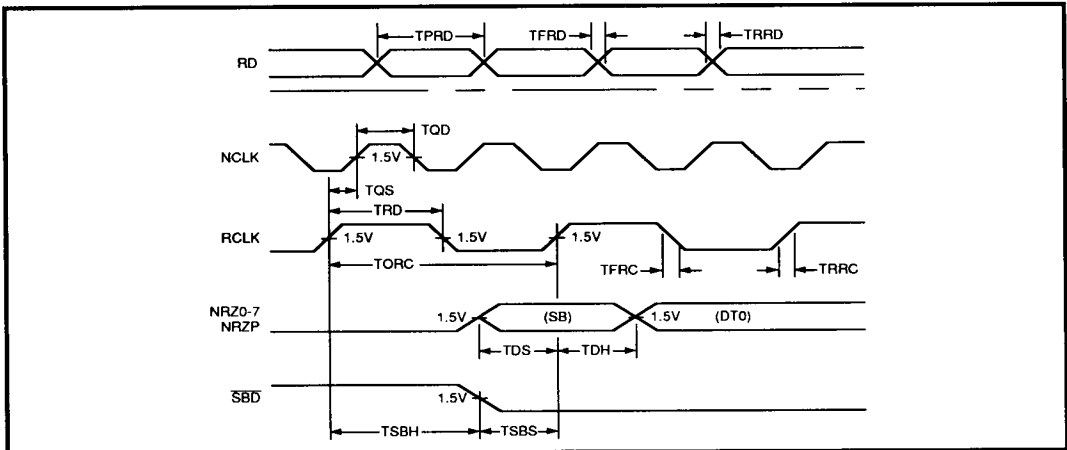 TPRD TFRD TRRD
RD
TQD
NCLK 1.5V
TQS
TRD
RCLK 1.5V 1.5V 1.5V
TORC TFRC TRRC
NRZ0-7
NRZP 1.5V (SB) 1.5V (DT0)
TDS TDH
SBD 1.5V
TSBH TSBS